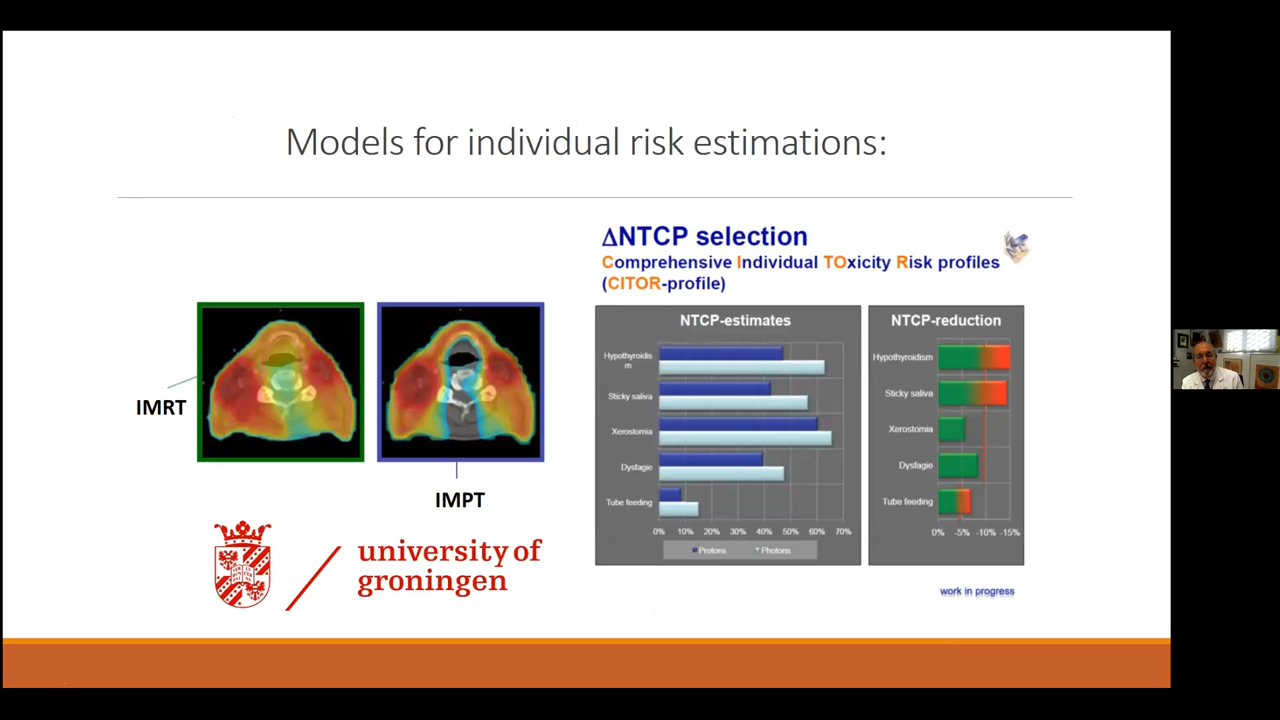 Models for individual risk estimations:
ΔNTCP selection
Comprehensive Individual TOxicity Risk profiles
(CITOR-profile)
IMRT
IMPT
university of
groningen
NTCP-estimates
Hypothyroidis
m
Sticky saliva
Xerostomia
Dysfagie
Tube feeding
0% 10% 20% 30% 40% 50% 60% 70%
Protons Photons
NTCP-reduction
Hypothyroidism
Sticky saliva
Xerostomia
Dysfagie
Tube feeding
0% -5% -10% -15%
work in progress